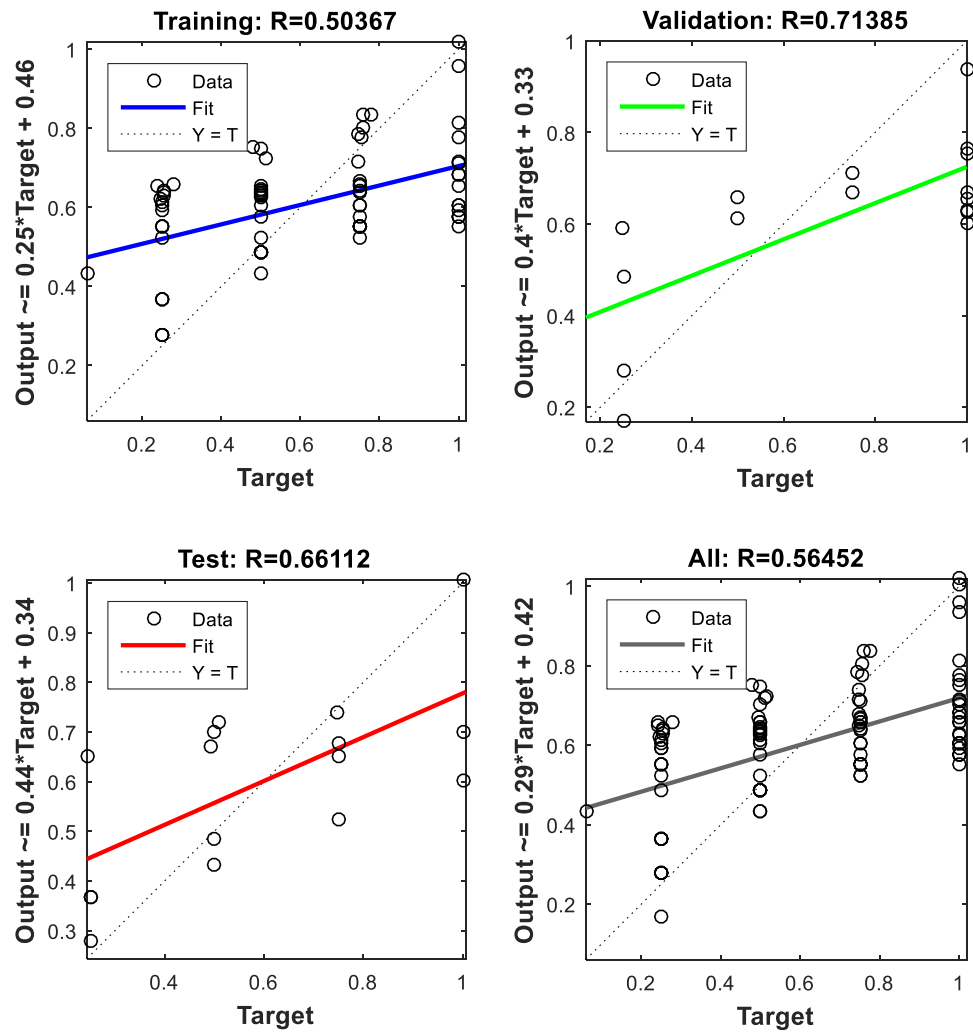 Training: R=0.50367
Output ~= 0.25*Target + 0.46
1
0.8
0.6
0.4
0.2
Data
Fit
Y = T
0.2
0.4
0.6
0.8
1
Target
Validation: R=0.71385
Output ~= 0.4*Target + 0.33
1
0.8
0.6
0.4
0.2
Data
Fit
Y = T
0.2
0.4
0.6
0.8
1
Target
Test: R=0.66112
Output ~= 0.44*Target + 0.34
1
0.9
0.8
0.7
0.6
0.5
0.4
0.3
Data
Fit
Y = T
0.4
0.6
0.8
1
Target
All: R=0.56452
Output ~= 0.29*Target + 0.42
1
0.8
0.6
0.4
0.2
Data
Fit
Y = T
0.2
0.4
0.6
0.8
1
Target